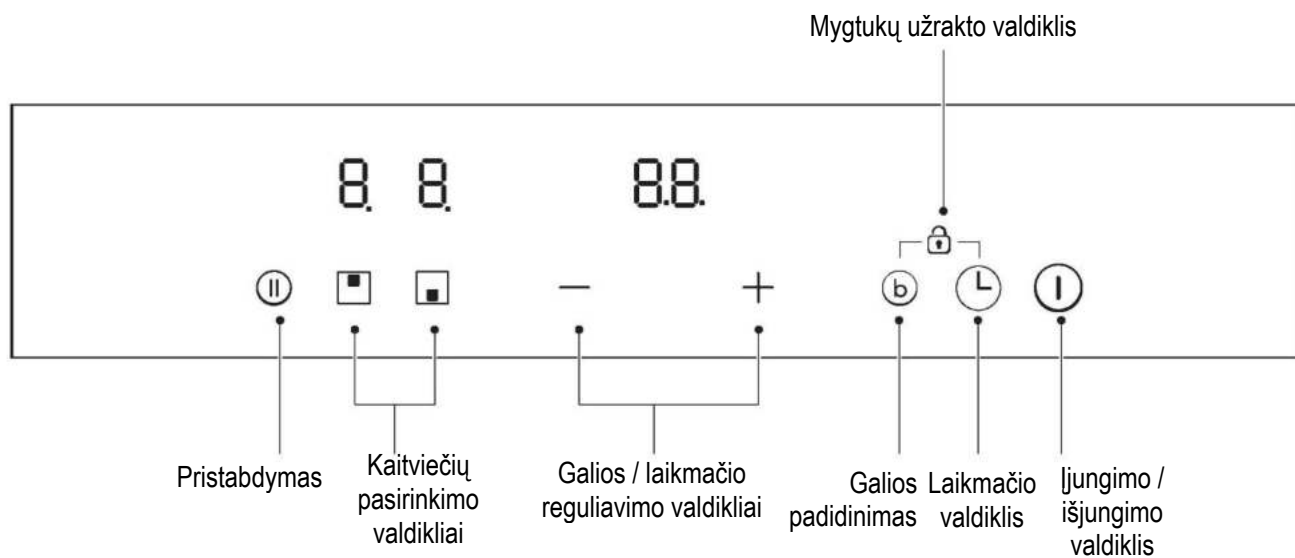 Mygtukų užrakto valdiklis
8. 8. 8.8.
b
Pristabdymas
Kaitviečių
pasirinkimo
valdikliai
Galios / laikmačio
reguliavimo valdikliai
Galios
padidinimas
Laikmačio
valdiklis
Įjungimo /
išjungimo
valdiklis